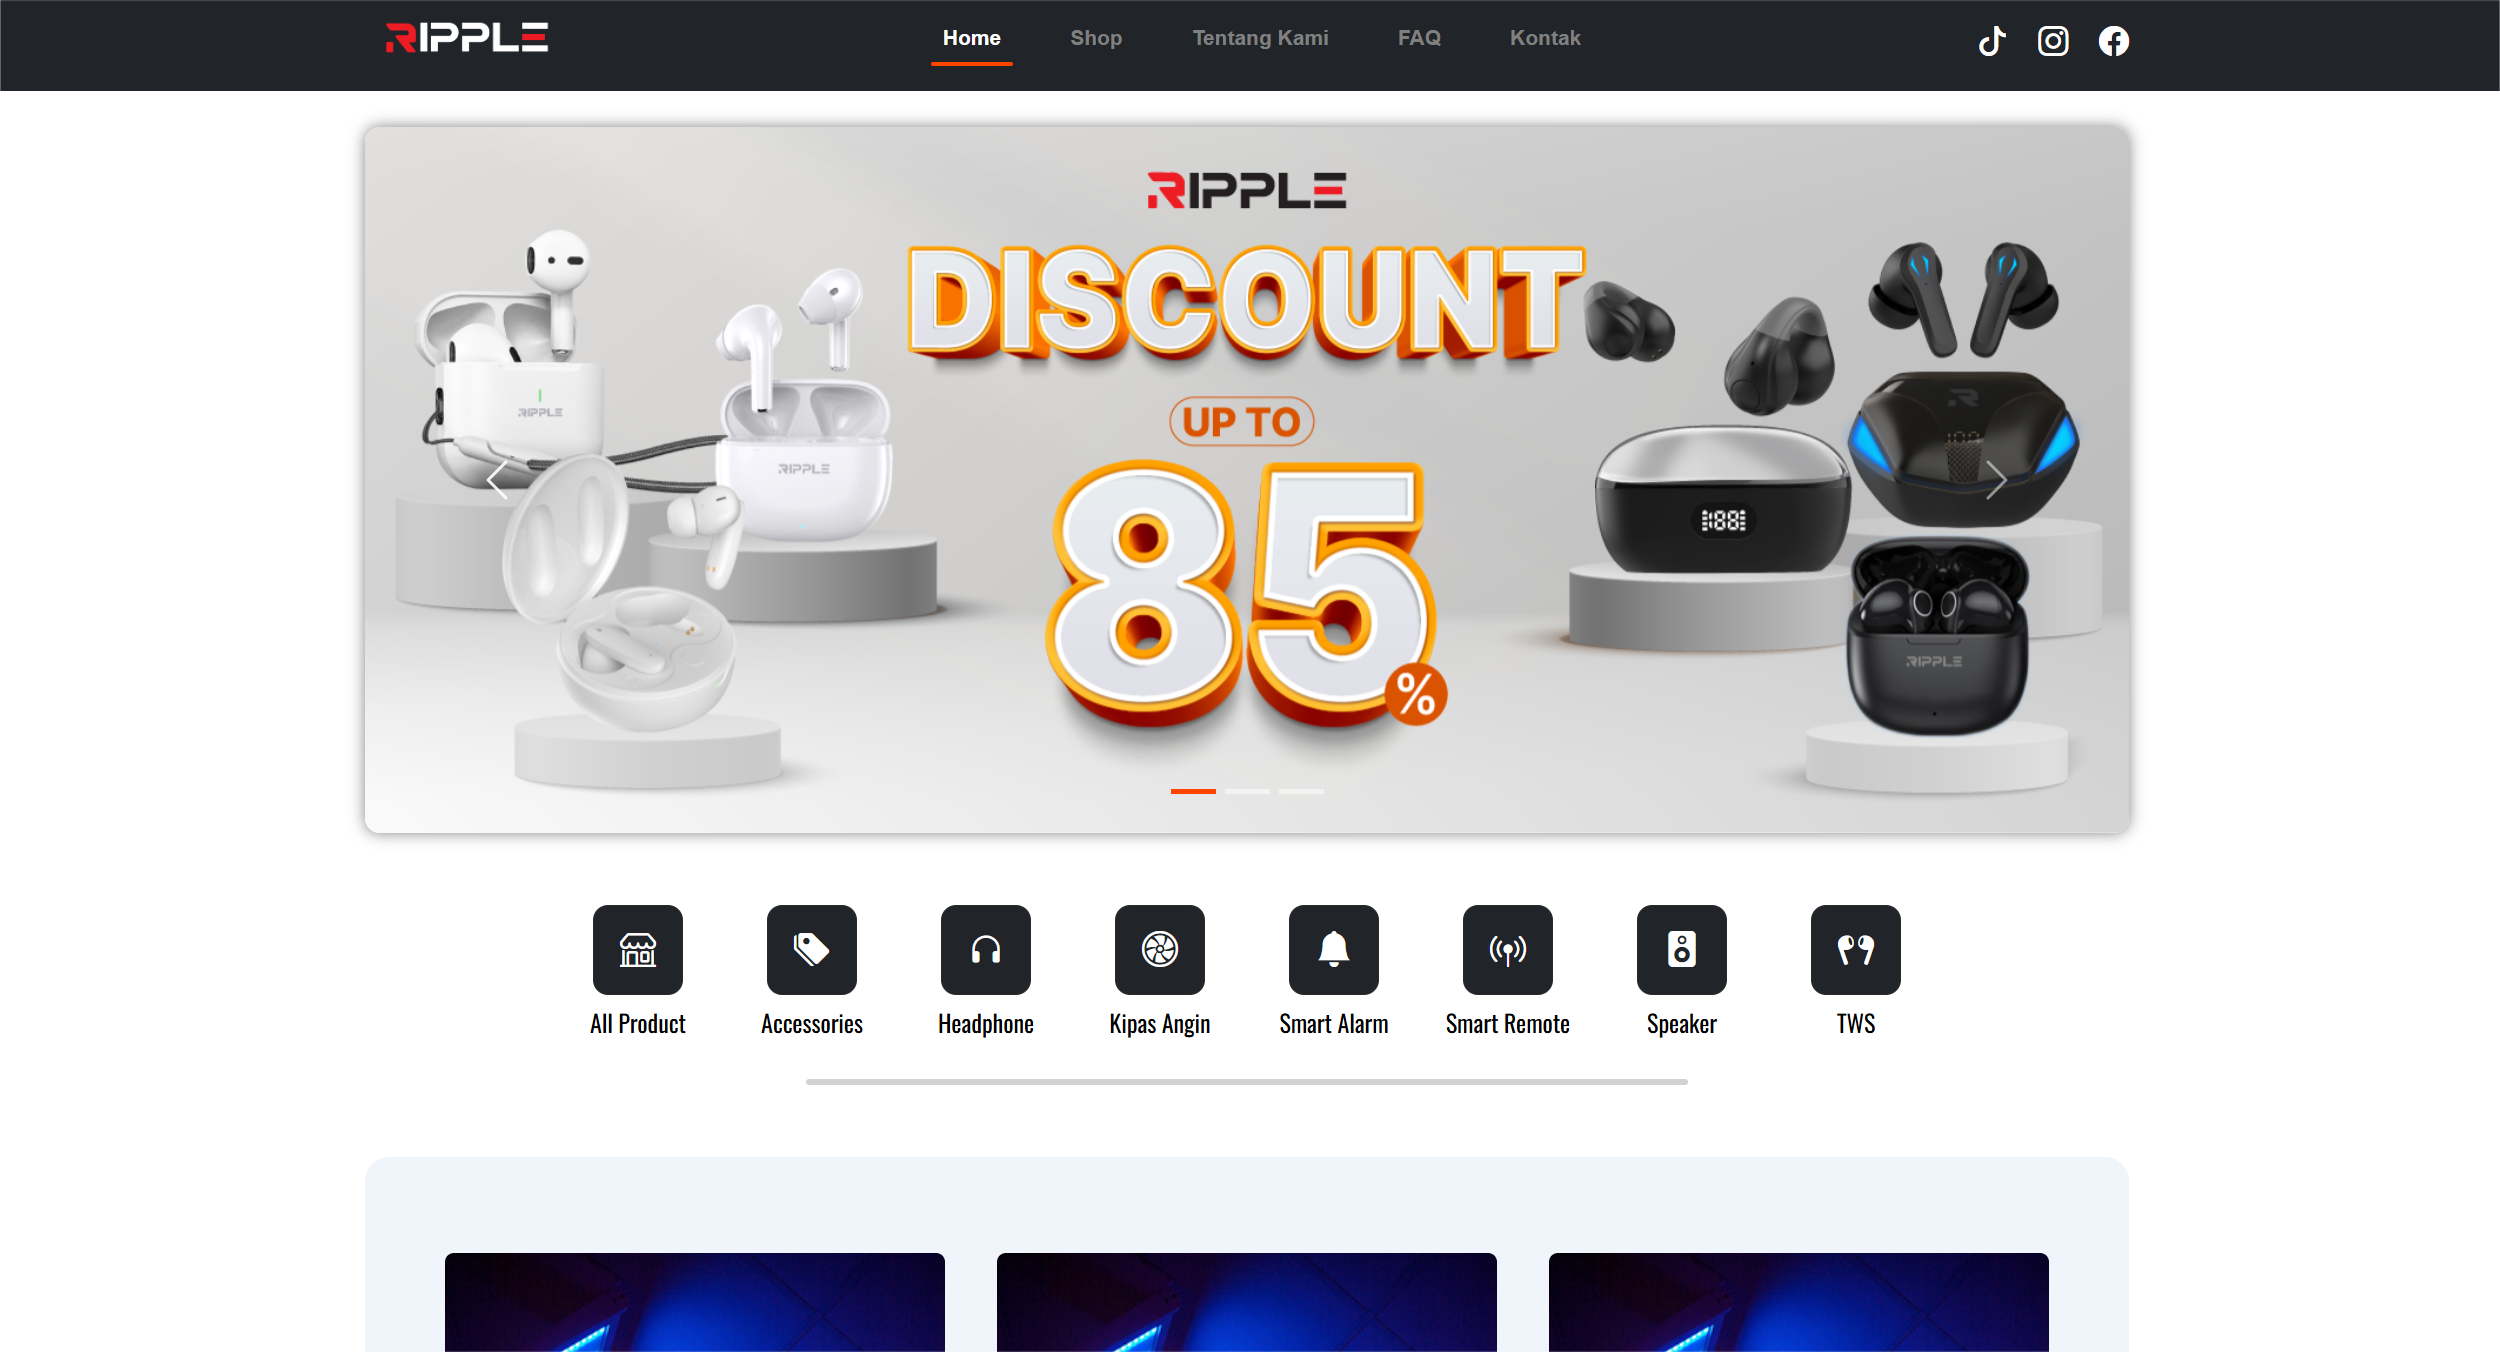 RIPPLE
Home
Shop
Tentang Kami
FAQ
Kontak
RIPPLE
DISCOUNT
UP TO
85%
RIPPLE
RIPPLE
188
RIPPLE
All Product
Accessories
Headphone
Kipas Angin
Smart Alarm
Smart Remote
Speaker
TWS